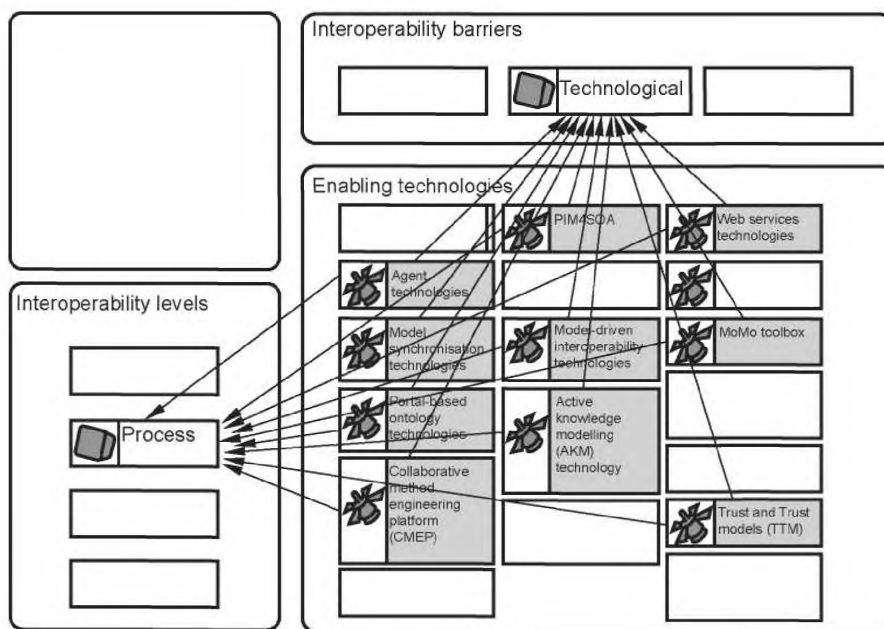 Interoperability barriers
Technological
Enabling technologies
PIM4SOA
Web services
technologies
Agent
technologies
Interoperability levels
Model
synchronisation
technologies
Model-driven
interoperability
technologies
MoMo toolbox
Process
Portal-based
ontology
technologies
Active
knowledge
modelling
(AKM)
technology
Collaborative
method
engineering
platform
(CMEP)
Trust and Trust
models (TTM)